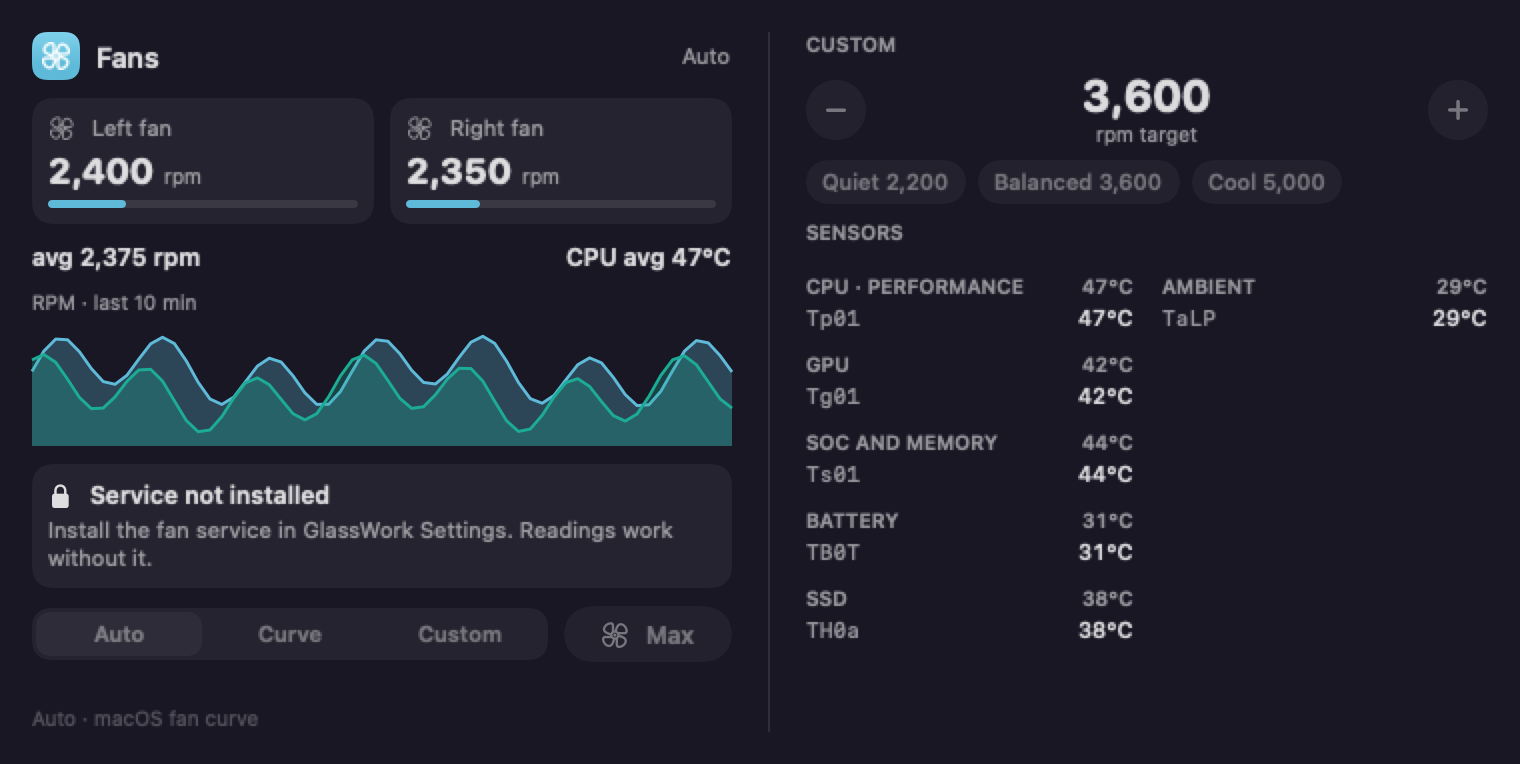 Fans
Auto
Left fan
2,400 rpm
Right fan
2,350 rpm
avg 2,375 rpm
CPU avg 47°C
RPM · last 10 min
Service not installed
Install the fan service in GlassWork Settings. Readings work
without it.
Auto
Curve
Custom
Max
Auto · macOS fan curve
CUSTOM
−
3,600
+
rpm target
Quiet 2,200
Balanced 3,600
Cool 5,000
SENSORS
CPU · PERFORMANCE 47°C
Tp01 47°C
GPU 42°C
Tg01 42°C
SOC AND MEMORY 44°C
Ts01 44°C
BATTERY 31°C
TB0T 31°C
SSD 38°C
TH0a 38°C
AMBIENT 29°C
TaLP 29°C